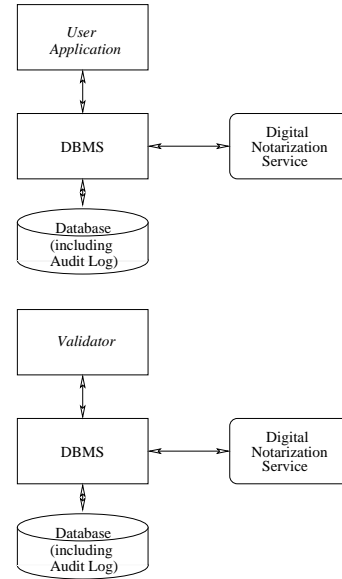 User
Application
DBMS
Digital
Notarization
Service
Database
(including
Audit Log)
Validator
DBMS
Digital
Notarization
Service
Database
(including
Audit Log)